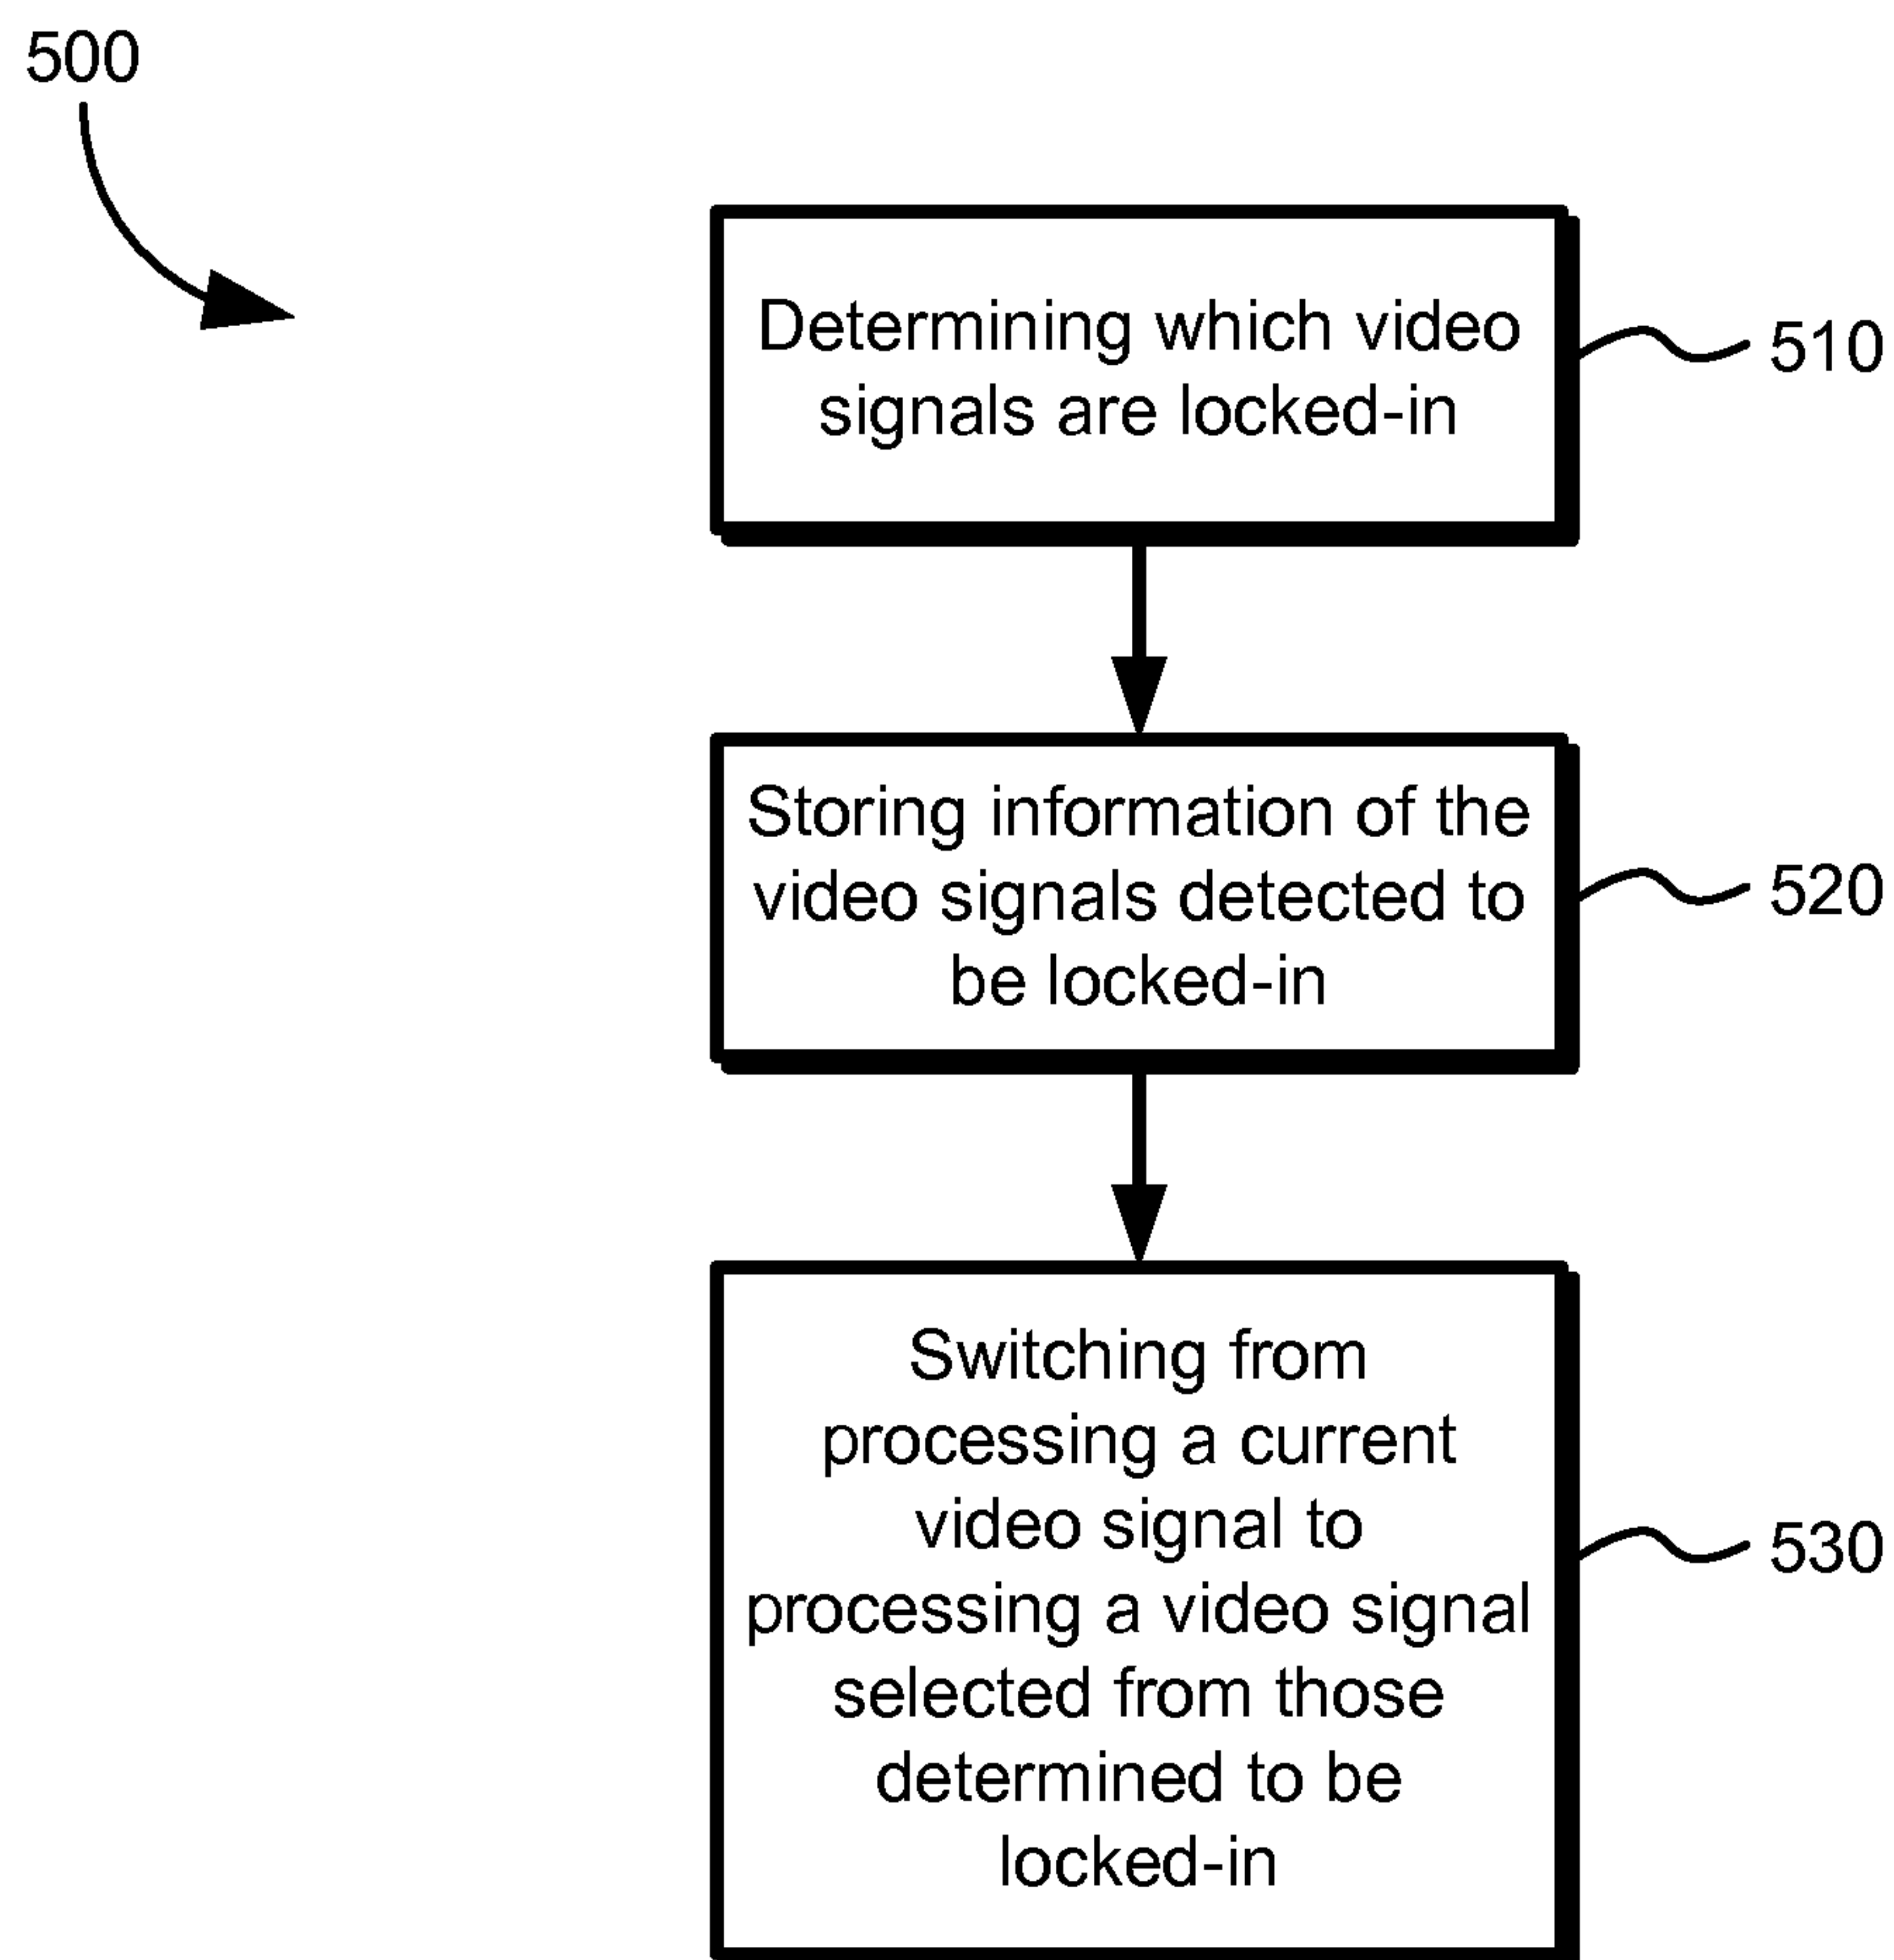 500
Determining which video
signals are locked-in
510
Storing information of the
video signals detected to
be locked-in
520
Switching from
processing a current
video signal to
processing a video signal
selected from those
determined to be
locked-in
530